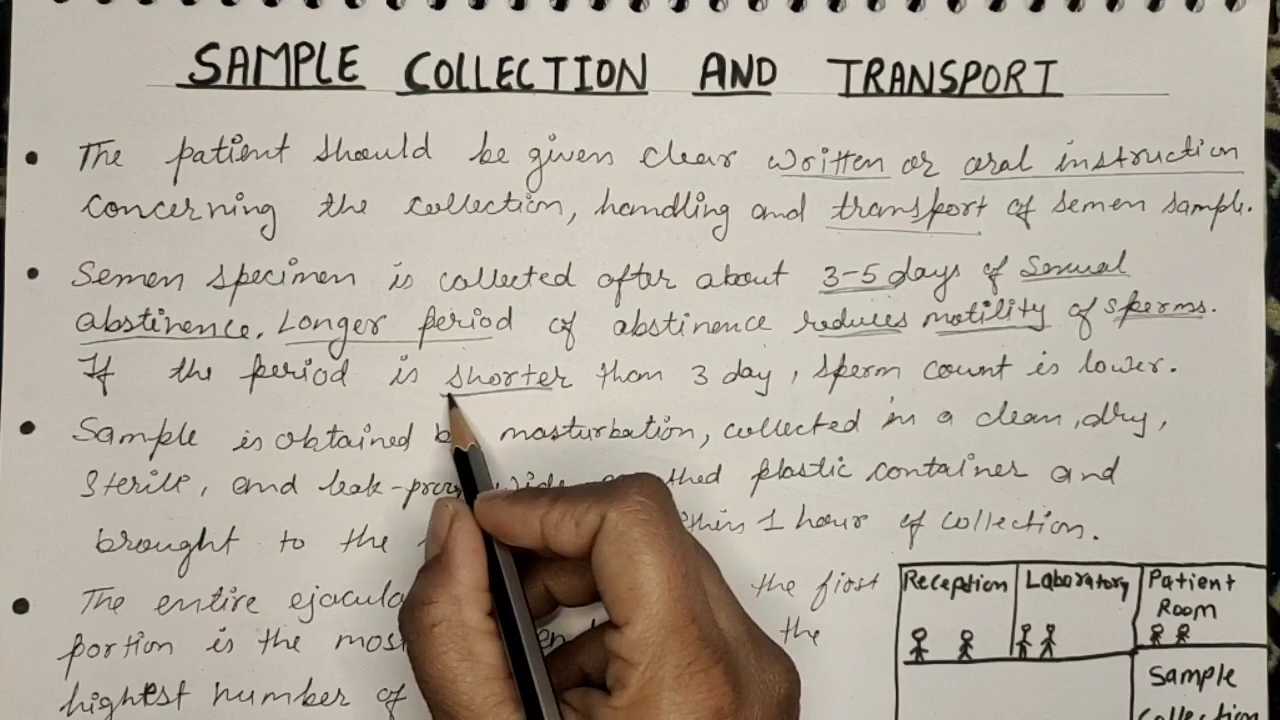 SAMPLE COLLECTION AND TRANSPORT
• The patient should be given clear written or oral instruction
concerning the collection, handling and transport of semen sample.
• Semen specimen is collected after about 3-5 days of Sexual
abstinence. Longer period of abstinence reduces motility of sperms.
If the period is shorter than 3 day, sperm count is lower.
• Sample is obtained masturbation, collected in a clean, dry,
Sterile, and leak- plastic container and
brought to the 1 hour of collection.
• The entire the first
portion is the the
highest number of
Reception
Laboratory
Patient
Room
Sample
Collection